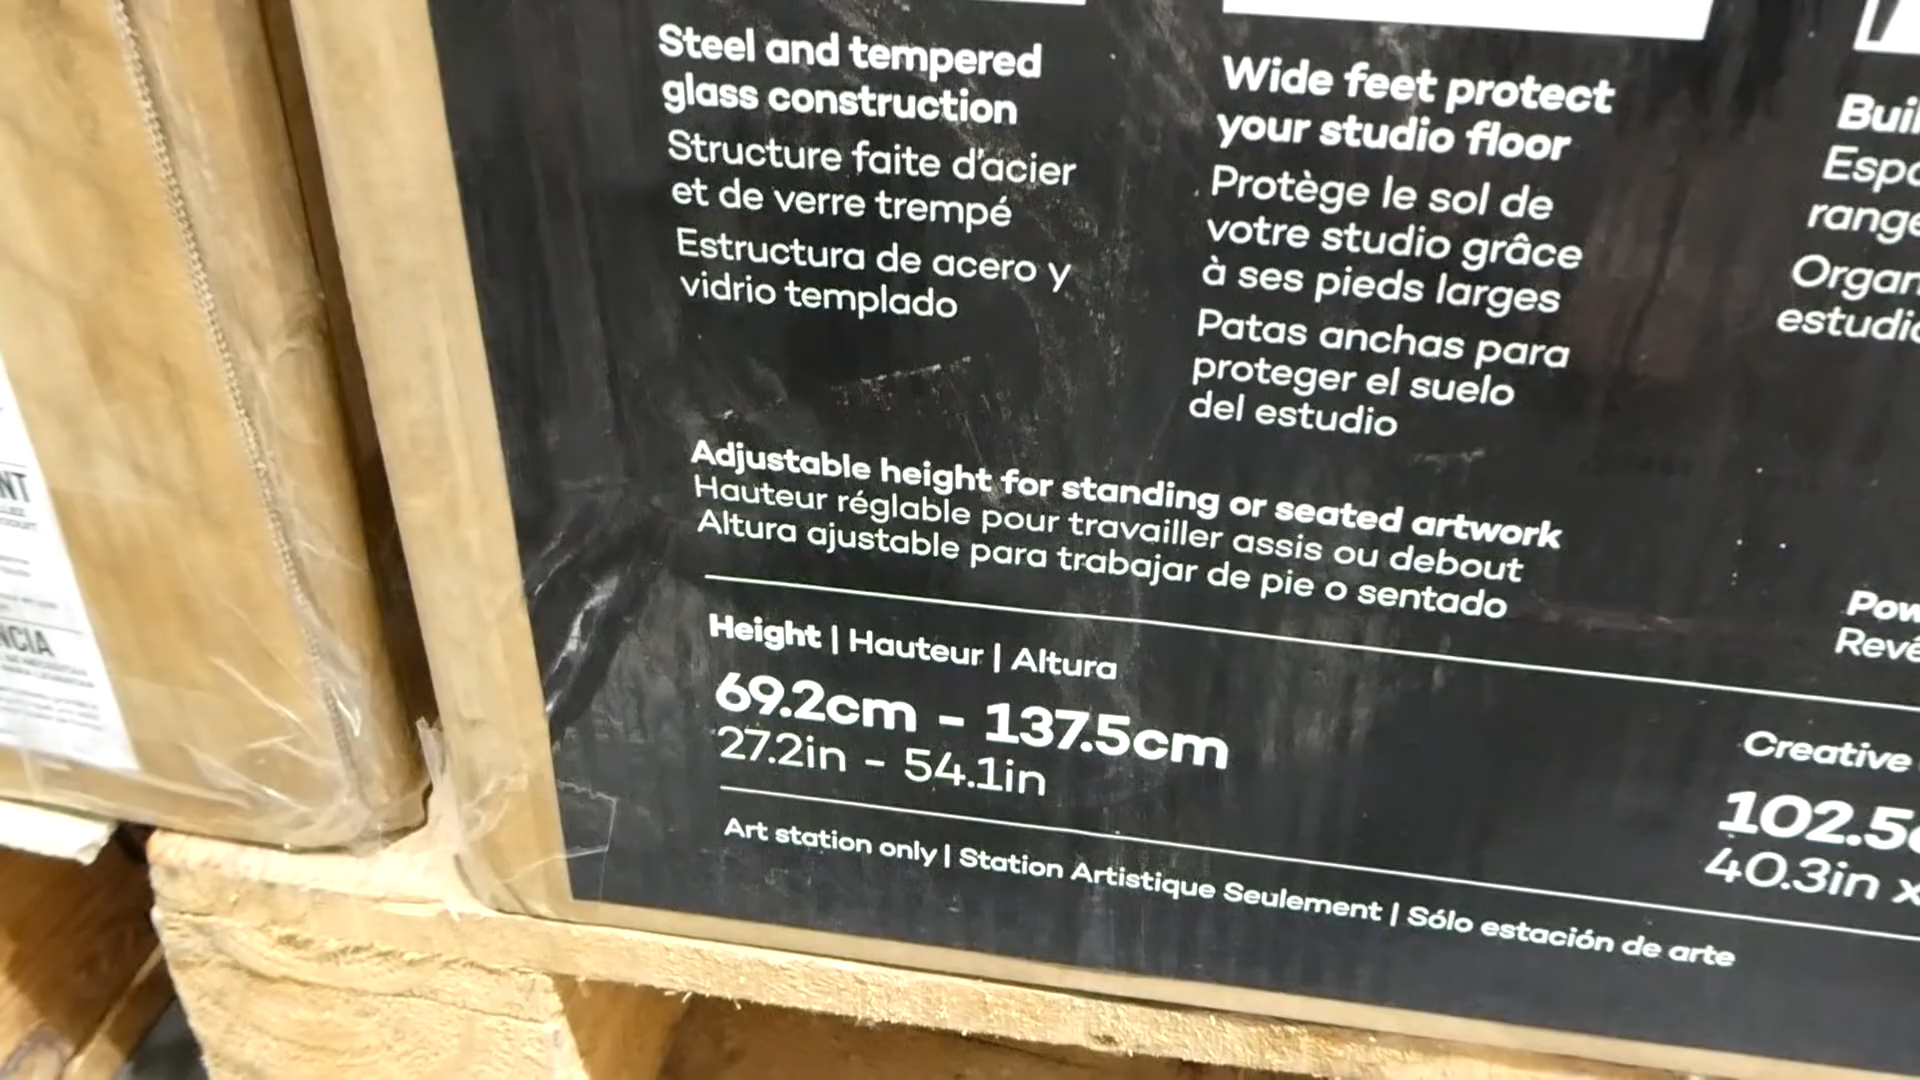 Steel and tempered
glass construction
Structure faite d'acier
et de verre trempé
Estructura de acero y
vidrio templado
Wide feet protect
your studio floor
Protège le sol de
votre studio grâce
à ses pieds larges
Patas anchas para
proteger el suelo
del estudio
Adjustable height for standing or seated artwork
Hauteur réglable pour travailler assis ou debout
Altura ajustable para trabajar de pie o sentado
Height | Hauteur | Altura
69.2cm – 137.5cm
27.2in – 54.1in
Art station only | Station Artistique Seulement | Sólo estación de arte
Creative
102.5
40.3in x